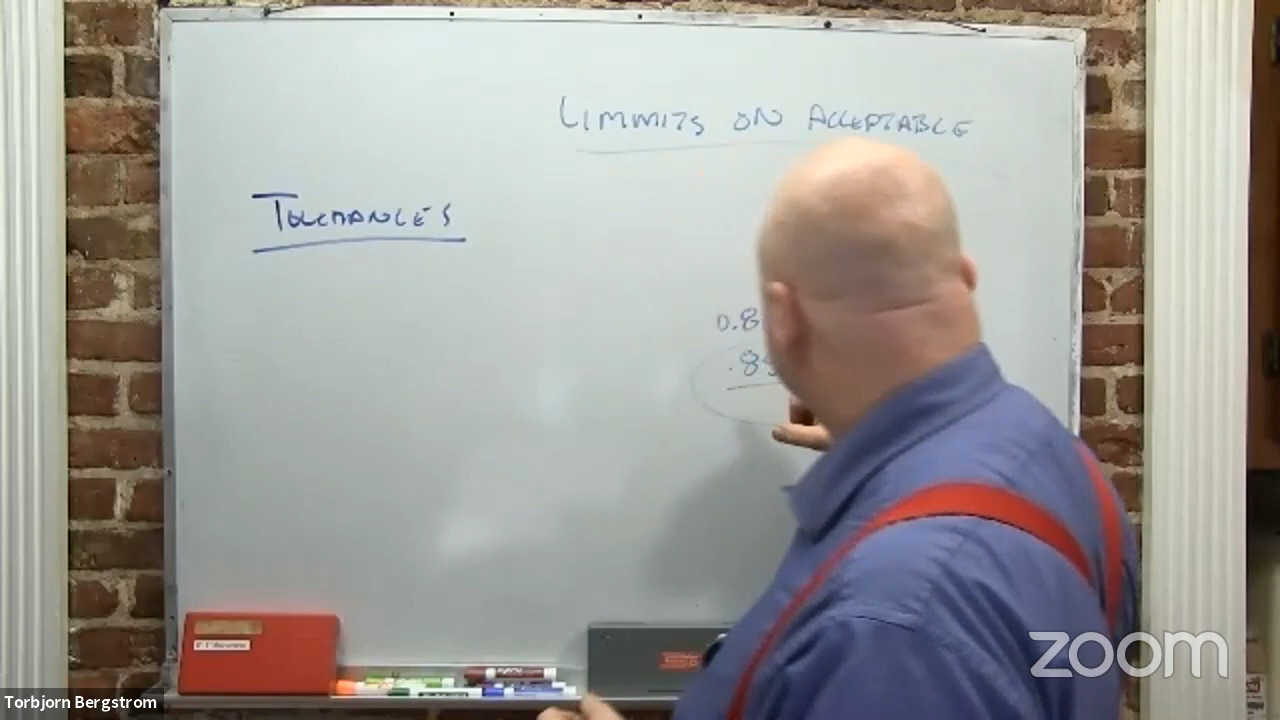 LIMMITS ON ACCEPTABLE
TOLERANCES
0.8
.85
Torbjorn Bergstrom
zoom